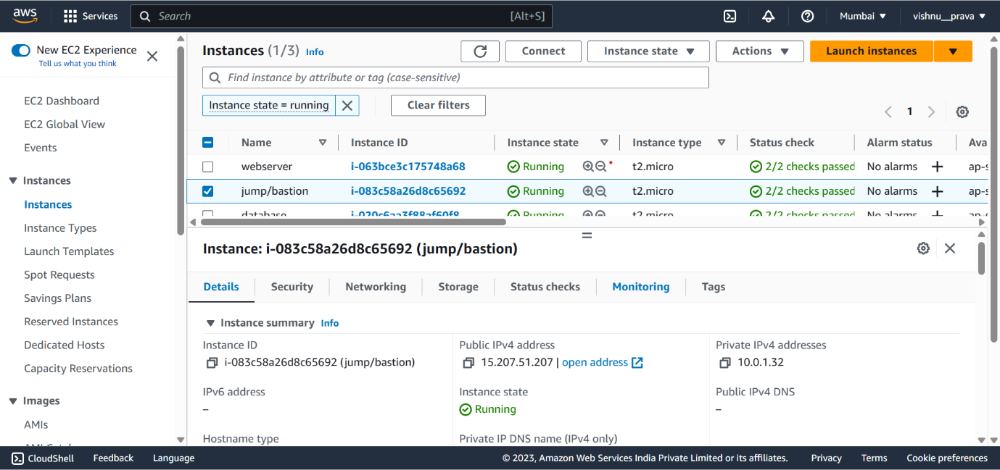 aws Services Search [Alt+S] Mumbai ▼ vishnu__prava ▼
New EC2 Experience
Tell us what you think
EC2 Dashboard
EC2 Global View
Events
Instances
Instances
Instance Types
Launch Templates
Spot Requests
Savings Plans
Reserved Instances
Dedicated Hosts
Capacity Reservations
Images
AMIs
Instances (1/3) Info
Connect Instance state ▼ Actions ▼ Launch instances ▼
Find instance by attribute or tag (case-sensitive)
Instance state = running Clear filters
1
Name Instance ID Instance state Instance type Status check Alarm status Ava
webserver i-063bce3c175748a68 Running t2.micro 2/2 checks passed No alarms + ap-s
jump/bastion i-083c58a26d8c65692 Running t2.micro 2/2 checks passed No alarms + ap-s
database i-020c6aa3f88af60f8 Running t2.micro 2/2 checks passed No alarms + ap-s
Instance: i-083c58a26d8c65692 (jump/bastion)
Details Security Networking Storage Status checks Monitoring Tags
Instance summary Info
Instance ID Public IPv4 address Private IPv4 addresses
i-083c58a26d8c65692 (jump/bastion) 15.207.51.207 | open address 10.0.1.32
IPv6 address Instance state Public IPv4 DNS
– Running –
Hostname type Private IP DNS name (IPv4 only)
CloudShell Feedback Language © 2023, Amazon Web Services India Private Limited or its affiliates. Privacy Terms Cookie preferences